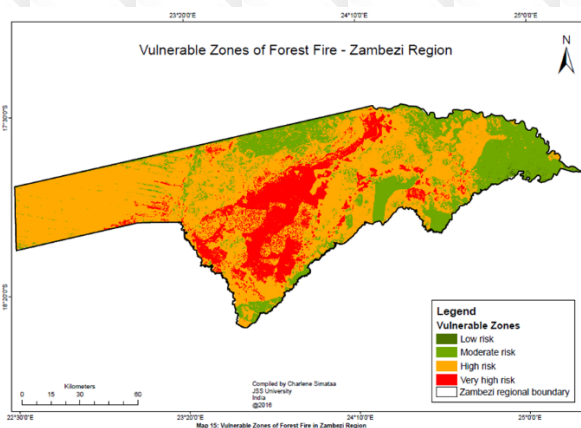 23°20'0"E
24°10'0"E
25°0'0"E
Vulnerable Zones of Forest Fire - Zambezi Region
N
17°30'0"S
18°20'0"S
Legend
Vulnerable Zones
Low risk
Moderate risk
High risk
Very high risk
Zambezi regional boundary
Kilometers
0 15 30 60
Compiled by Charlene Simataa
JSS University
India
@2016
22°30'0"E
23°20'0"E
24°10'0"E
25°0'0"E
Map 15: Vulnerable Zones of Forest Fire in Zambezi Region